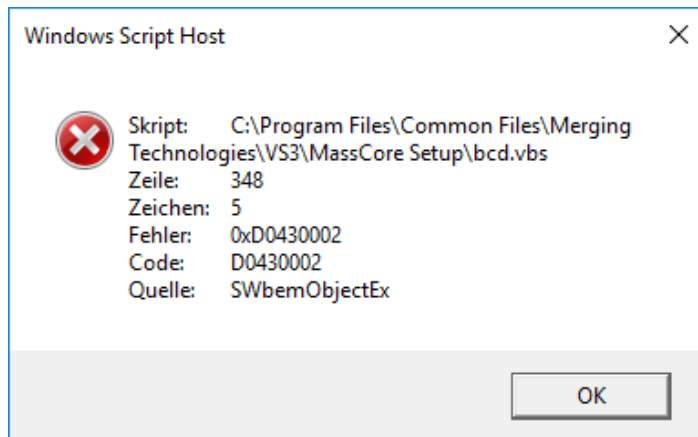 Windows Script Host
Skript: C:\Program Files\Common Files\Merging
Technologies\VS3\MassCore Setup\bcd.vbs
Zeile: 348
Zeichen: 5
Fehler: 0xD0430002
Code: D0430002
Quelle: SWbemObjectEx
OK